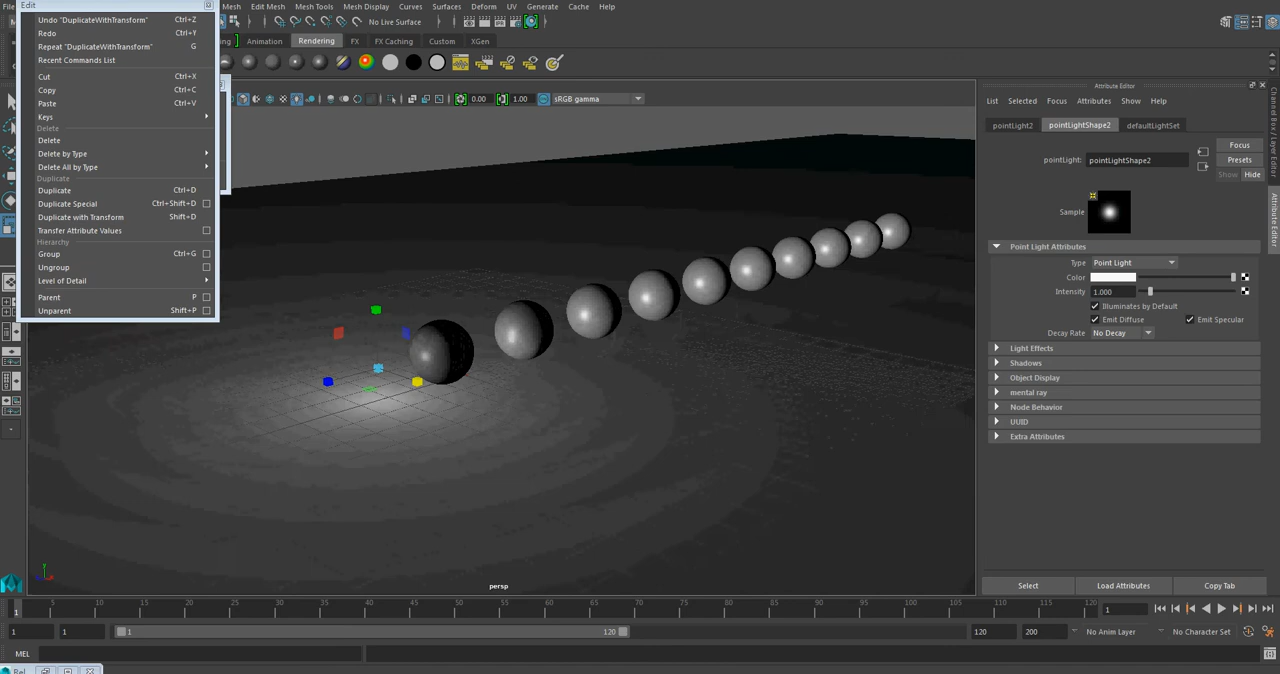 Edit
File
Mesh Edit Mesh Mesh Tools Mesh Display Curves Surfaces Deform UV Generate Cache Help
Undo "DuplicateWithTransform" Ctrl+Z
Redo Ctrl+Y
Repeat "DuplicateWithTransform" G
Recent Commands List
Cut Ctrl+X
Copy Ctrl+C
Paste Ctrl+V
Keys
Delete
Delete
Delete by Type
Delete All by Type
Duplicate
Duplicate Ctrl+D
Duplicate Special Ctrl+Shift+D
Duplicate with Transform Shift+D
Transfer Attribute Values
Hierarchy
Group Ctrl+G
Ungroup
Level of Detail
Parent P
Unparent Shift+P
No Live Surface
Animation Rendering FX FX Caching Custom XGen
0.00 1.00 sRGB gamma
persp
y
Attribute Editor
List Selected Focus Attributes Show Help
pointLight2 pointLightShape2 defaultLightSet
Focus
pointLight: pointLightShape2 Presets
Show Hide
Sample
Point Light Attributes
Type Point Light
Color
Intensity 1.000
Illuminates by Default
Emit Diffuse Emit Specular
Decay Rate No Decay
Light Effects
Shadows
Object Display
mental ray
Node Behavior
UUID
Extra Attributes
Select Load Attributes Copy Tab
Channel Box / Layer Editor
Attribute Editor
1 5 10 15 20 25 30 35 40 45 50 55 60 65 70 75 80 85 90 95 100 105 110 115 120 1
1 1 1 120 120 200 No Anim Layer No Character Set
MEL